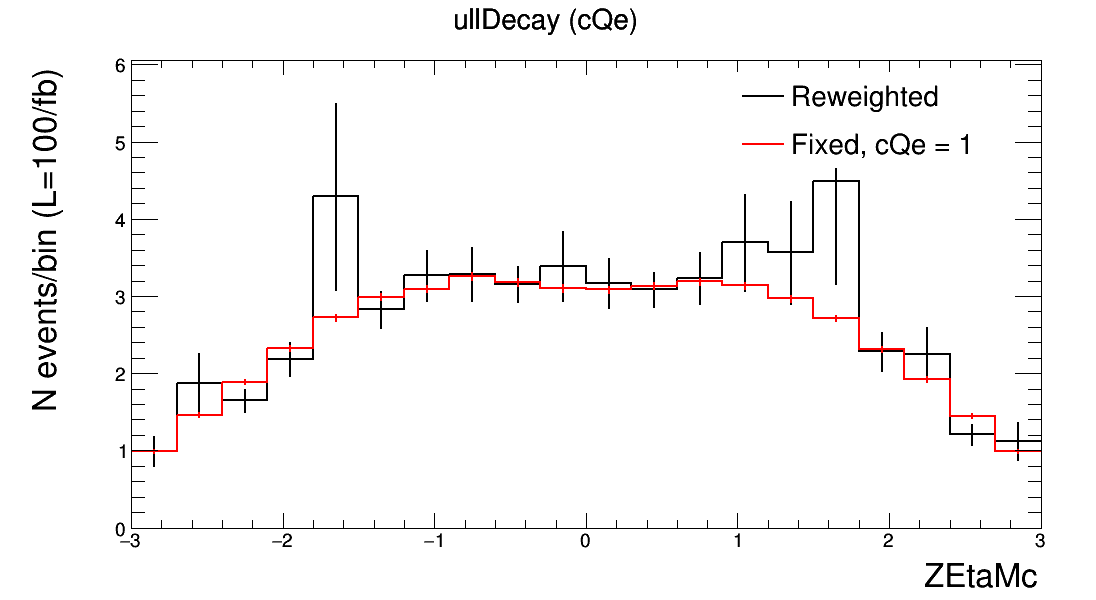 ullDecay (cQe)
N events/bin (L=100/fb)
6
5
4
3
2
1
0
Reweighted
Fixed, cQe = 1
−3
−2
−1
0
1
2
3
ZEtaMc